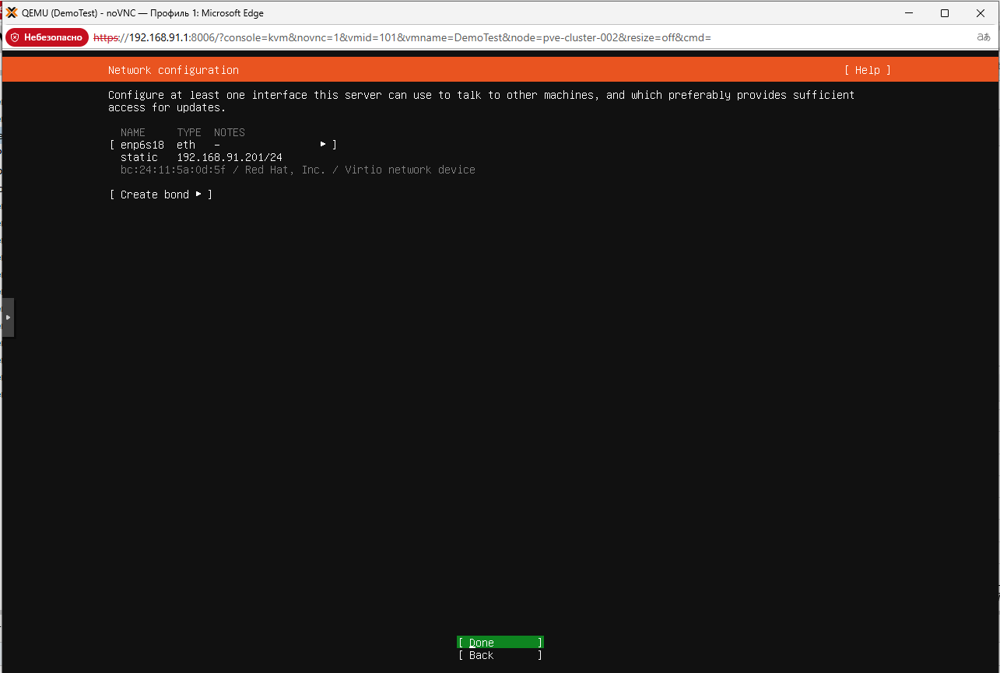 QEMU (DemoTest) - noVNC — Профиль 1: Microsoft Edge
Небезопасно https://192.168.91.1:8006/?console=kvm&novnc=1&vmid=101&vmname=DemoTest&node=pve-cluster-002&resize=off&cmd= aあ
Network configuration [ Help ]
Configure at least one interface this server can use to talk to other machines, and which preferably provides sufficient
access for updates.
NAME TYPE NOTES
[ enp6s18 eth – ▸ ]
static 192.168.91.201/24
bc:24:11:5a:0d:5f / Red Hat, Inc. / Virtio network device
[ Create bond ▸ ]
[ Done ]
[ Back ]